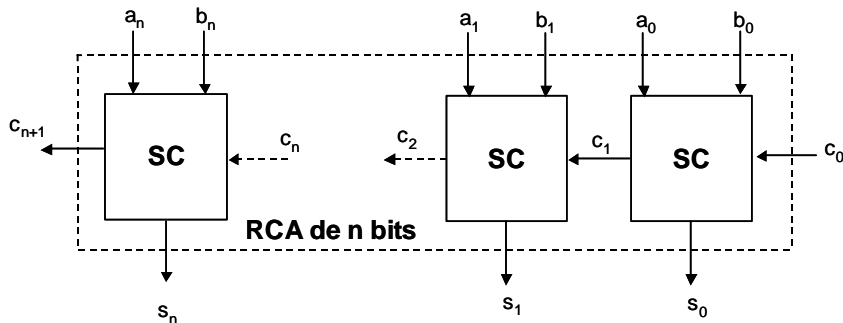 aₙ bₙ a₁ b₁ a₀ b₀
cₙ₊₁ SC cₙ c₂ SC c₁ SC c₀
RCA de n bits
sₙ s₁ s₀